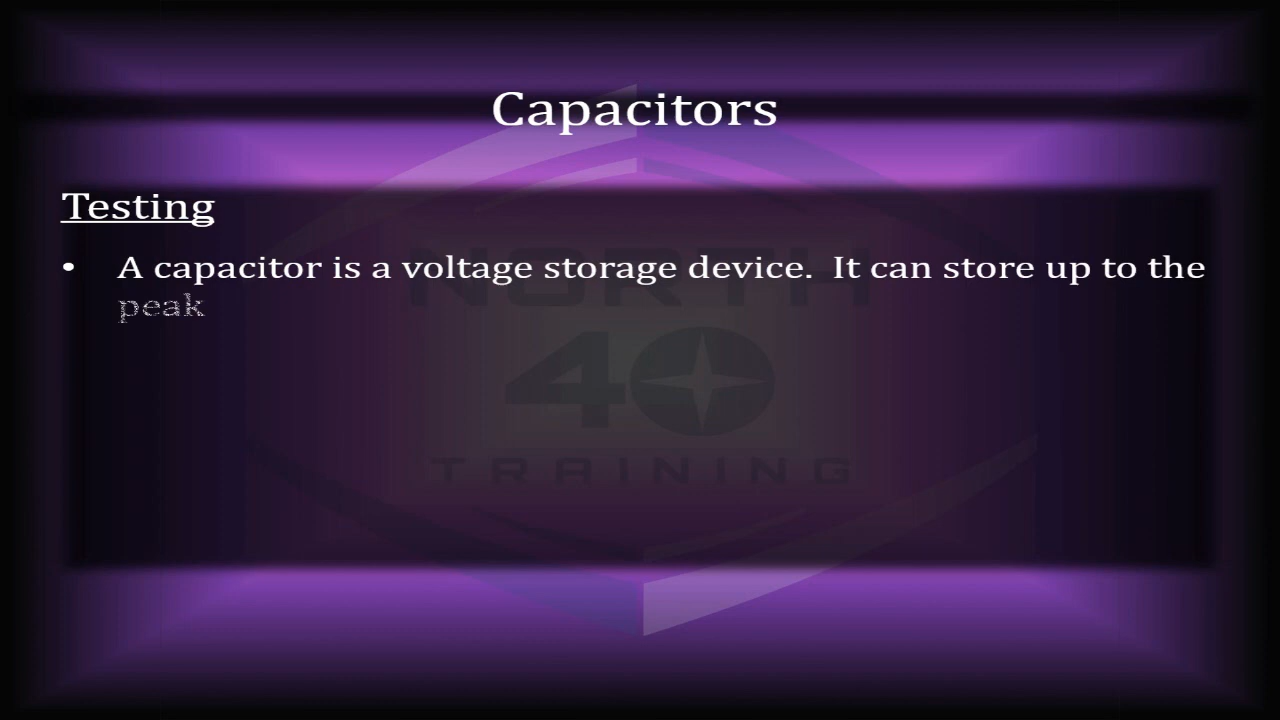 Capacitors
Testing
• A capacitor is a voltage storage device. It can store up to the
peak
NORTH
40
TRAINING